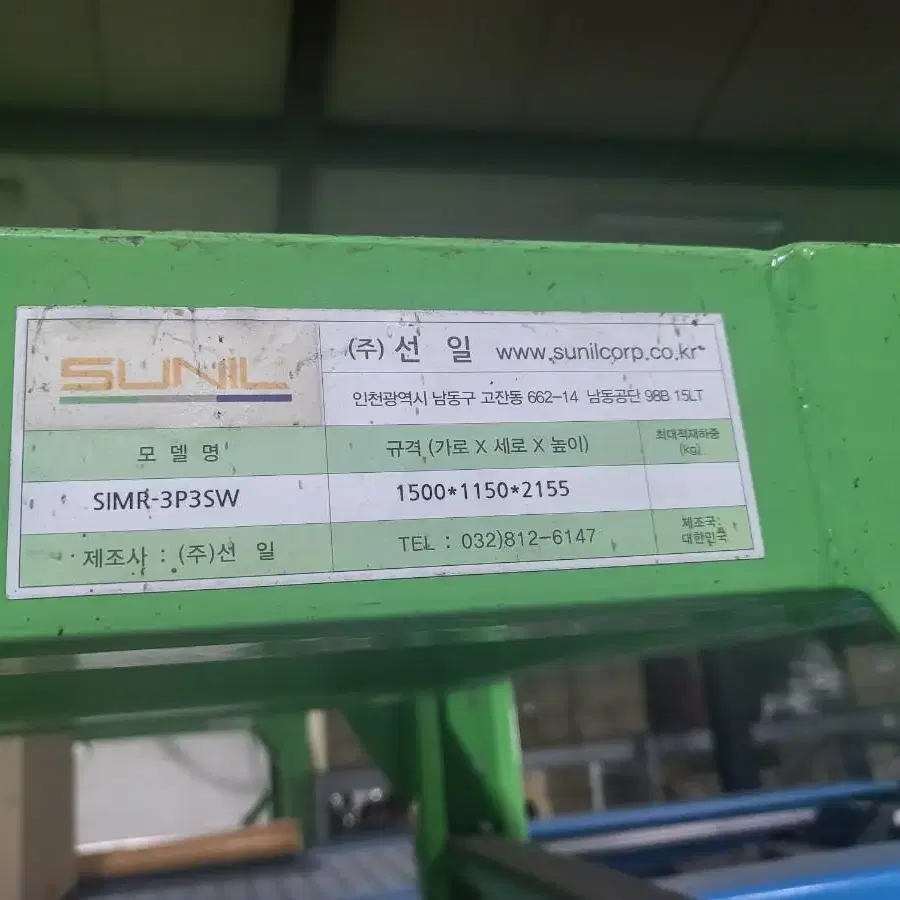 SUNIL
(주) 선 일 www.sunilcorp.co.kr
인천광역시 남동구 고잔동 662-14 남동공단 98B 15LT
모 델 명
규격 (가로 X 세로 X 높이)
최대적재하중
(kg)
SIMR-3P3SW
1500*1150*2155
제조사 : (주)선 일
TEL : 032)812-6147
제조국:
대한민국